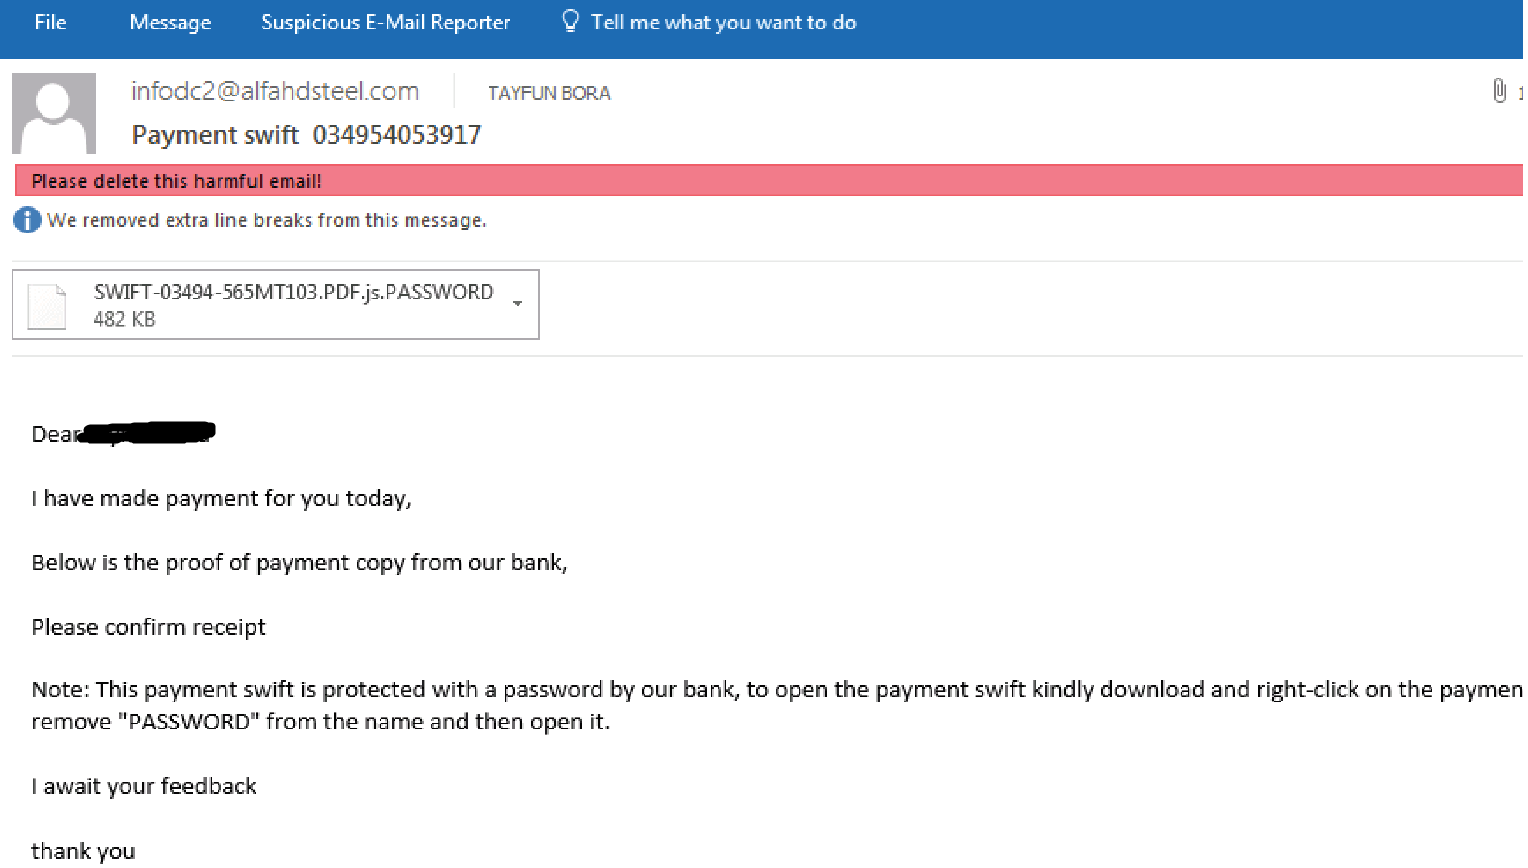 File Message Suspicious E-Mail Reporter Tell me what you want to do
infodc2@alfahdsteel.com TAYFUN BORA
Payment swift 034954053917
Please delete this harmful email!
We removed extra line breaks from this message.
SWIFT-03494-565MT103.PDF.js.PASSWORD
482 KB
Dear
I have made payment for you today,
Below is the proof of payment copy from our bank,
Please confirm receipt
Note: This payment swift is protected with a password by our bank, to open the payment swift kindly download and right-click on the paymen
remove "PASSWORD" from the name and then open it.
I await your feedback
thank you